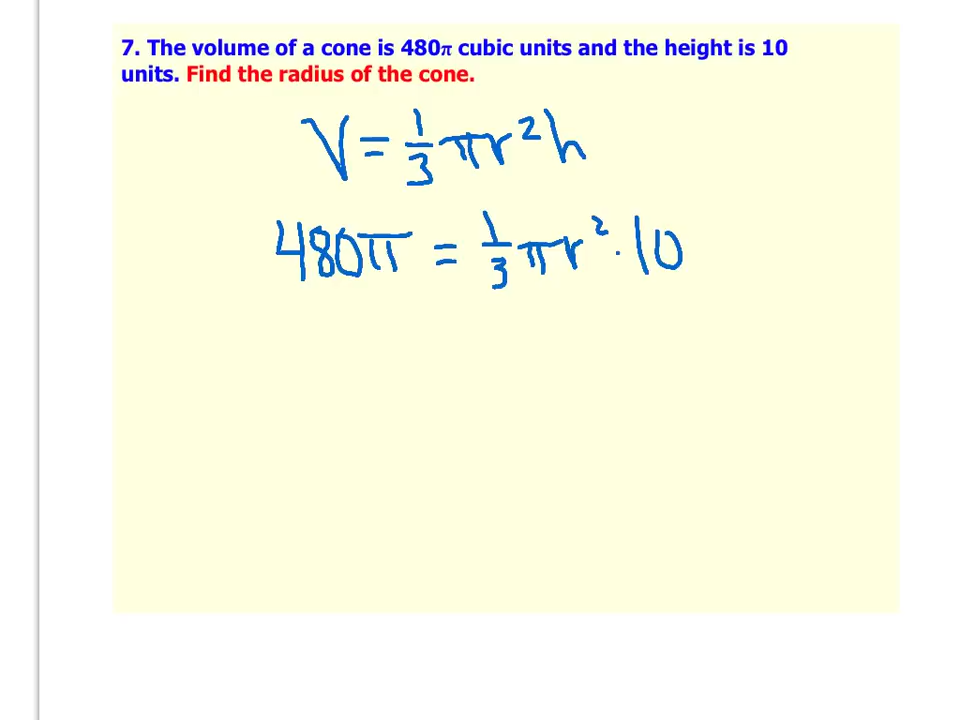 7. The volume of a cone is 480π cubic units and the height is 10
units. Find the radius of the cone.
V = 1/3 πr²h
480π = 1/3 πr² · 10